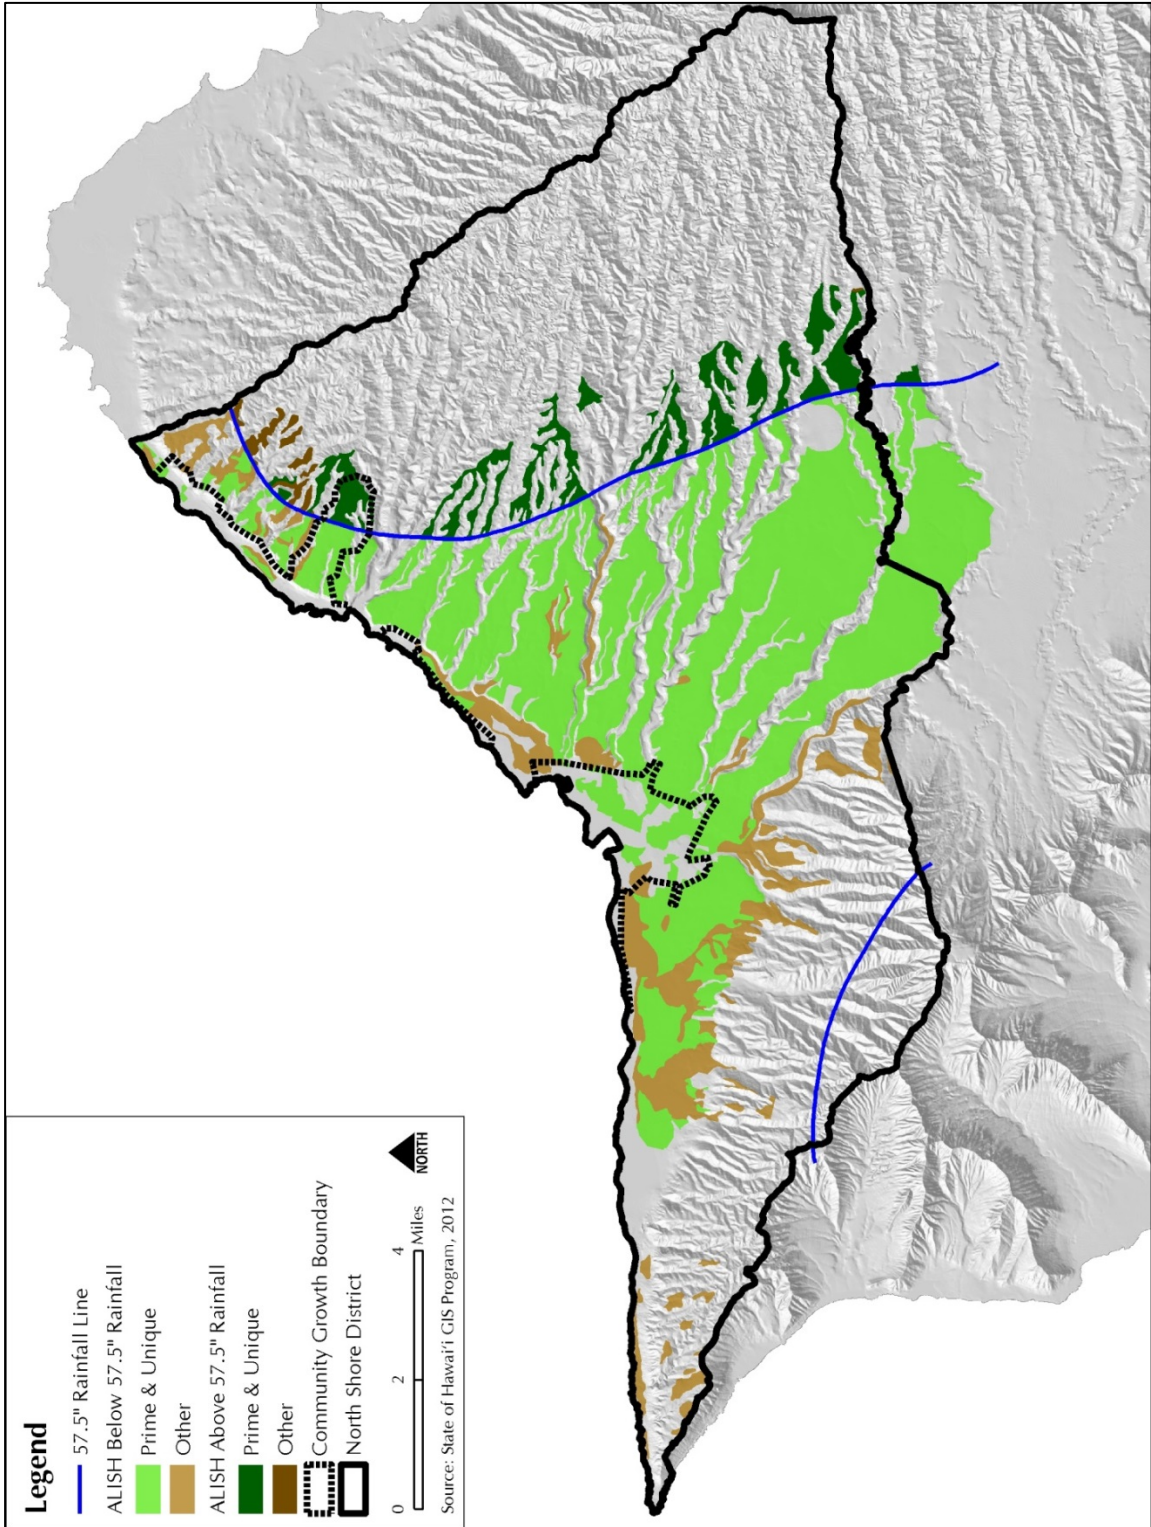 Legend
57.5" Rainfall Line
ALISH Below 57.5" Rainfall
Prime & Unique
Other
ALISH Above 57.5" Rainfall
Prime & Unique
Other
Community Growth Boundary
North Shore District
0 2 4 Miles
NORTH
Source: State of Hawai‘i GIS Program, 2012